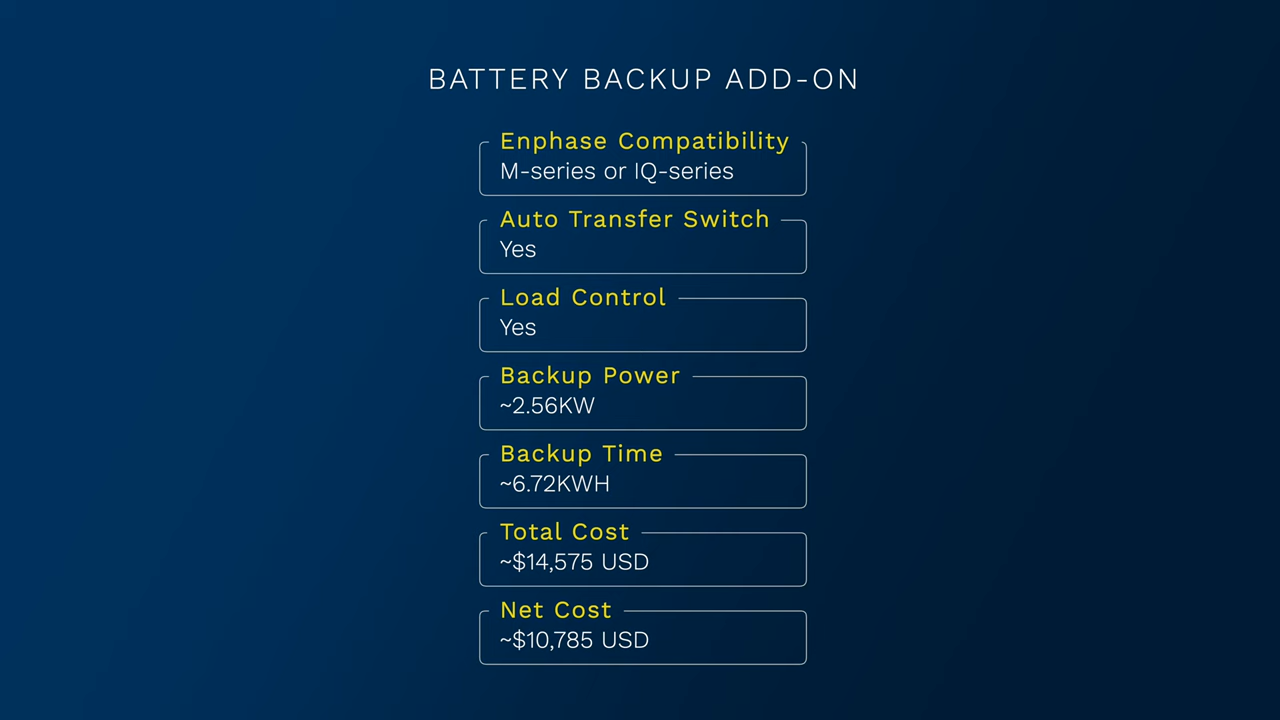 BATTERY BACKUP ADD-ON
Enphase Compatibility
M-series or IQ-series
Auto Transfer Switch
Yes
Load Control
Yes
Backup Power
~2.56KW
Backup Time
~6.72KWH
Total Cost
~$14,575 USD
Net Cost
~$10,785 USD